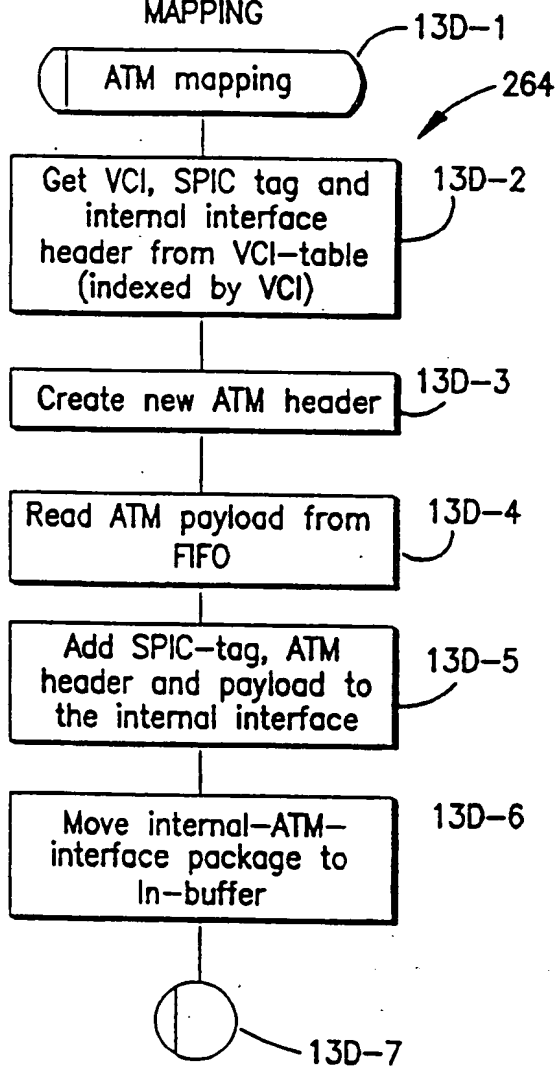 MAPPING
13D-1
ATM mapping
264
Get VCI, SPIC tag and
internal interface
header from VCI-table
(indexed by VCI)
13D-2
Create new ATM header
13D-3
Read ATM payload from
FIFO
13D-4
Add SPIC-tag, ATM
header and payload to
the internal interface
13D-5
Move internal-ATM-
interface package to
In-buffer
13D-6
13D-7